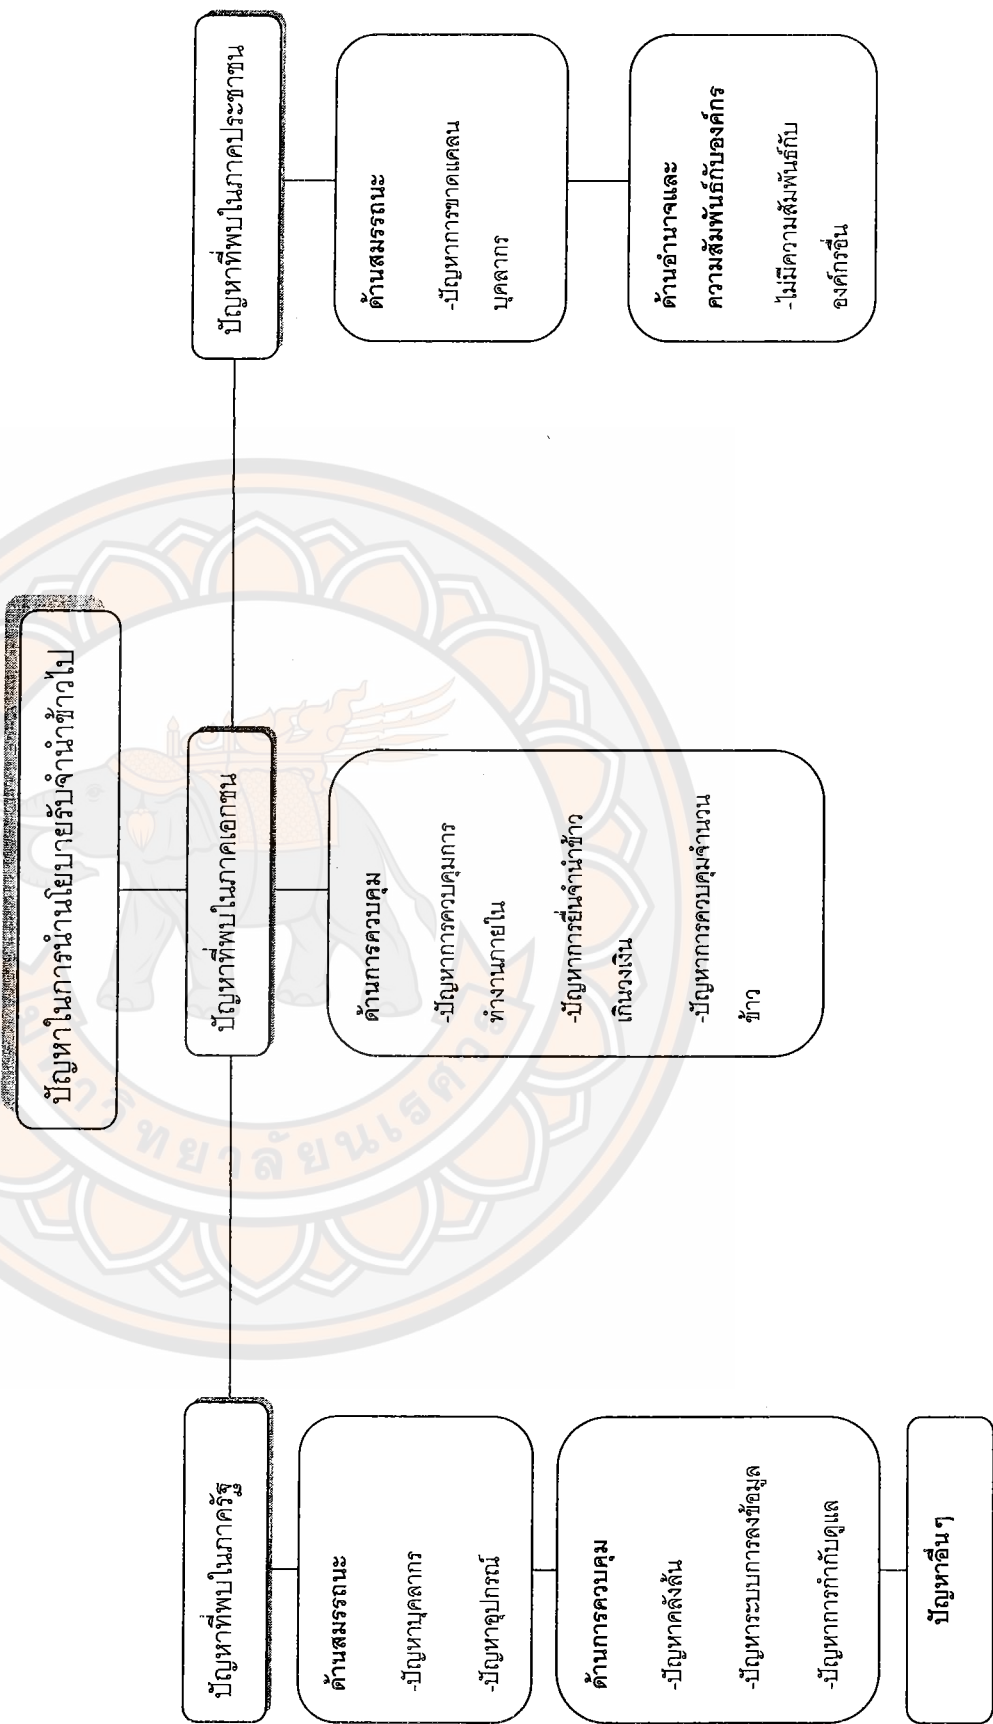 ปัญหาในการนำนโยบายรับจำนำข้าวไป
ปัญหาที่พบในภาครัฐ
ด้านสมรรถนะ
-ปัญหาบุคลากร
-ปัญหาอุปกรณ์
ด้านการควบคุม
-ปัญหาคลังล้น
-ปัญหาระบบการลงข้อมูล
-ปัญหาการกำกับดูแล
ปัญหาอื่นๆ
ปัญหาที่พบในภาคเอกชน
ด้านการควบคุม
-ปัญหาการควบคุมการ
ทำงานภายใน
-ปัญหาการยื่นจำนำข้าว
เกินวงเงิน
-ปัญหาการควบคุมจำนวน
ข้าว
ปัญหาที่พบในภาคประชาชน
ด้านสมรรถนะ
-ปัญหาการขาดแคลน
บุคลากร
ด้านอำนาจและ
ความสัมพันธ์กับองค์กร
-ไม่มีความสัมพันธ์กับ
องค์กรอื่น